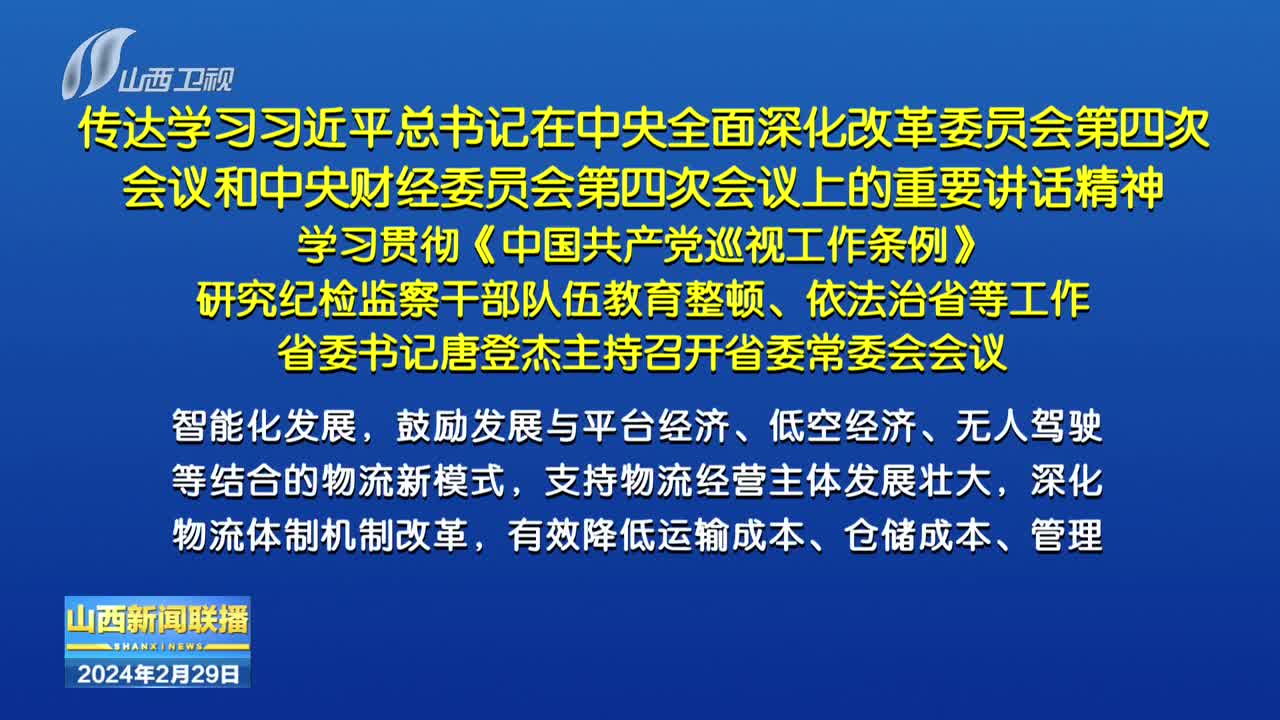 山西卫视
传达学习习近平总书记在中央全面深化改革委员会第四次
会议和中央财经委员会第四次会议上的重要讲话精神
学习贯彻《中国共产党巡视工作条例》
研究纪检监察干部队伍教育整顿、依法治省等工作
省委书记唐登杰主持召开省委常委会会议
智能化发展，鼓励发展与平台经济、低空经济、无人驾驶
等结合的物流新模式，支持物流经营主体发展壮大，深化
物流体制机制改革，有效降低运输成本、仓储成本、管理
山西新闻联播
SHANXI NEWS
2024年2月29日